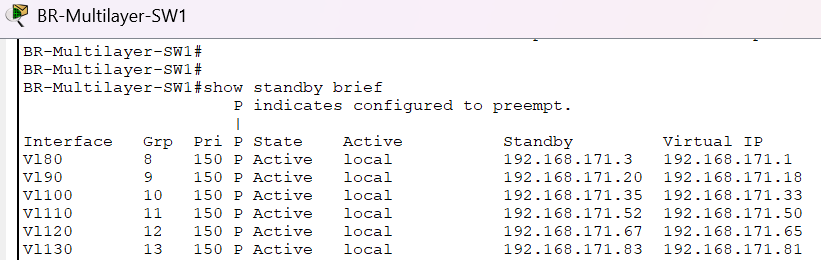 BR-Multilayer-SW1
BR-Multilayer-SW1#
BR-Multilayer-SW1#
BR-Multilayer-SW1#show standby brief
P indicates configured to preempt.
|
Interface Grp Pri P State Active Standby Virtual IP
Vl80 8 150 P Active local 192.168.171.3 192.168.171.1
Vl90 9 150 P Active local 192.168.171.20 192.168.171.18
Vl100 10 150 P Active local 192.168.171.35 192.168.171.33
Vl110 11 150 P Active local 192.168.171.52 192.168.171.50
Vl120 12 150 P Active local 192.168.171.67 192.168.171.65
Vl130 13 150 P Active local 192.168.171.83 192.168.171.81